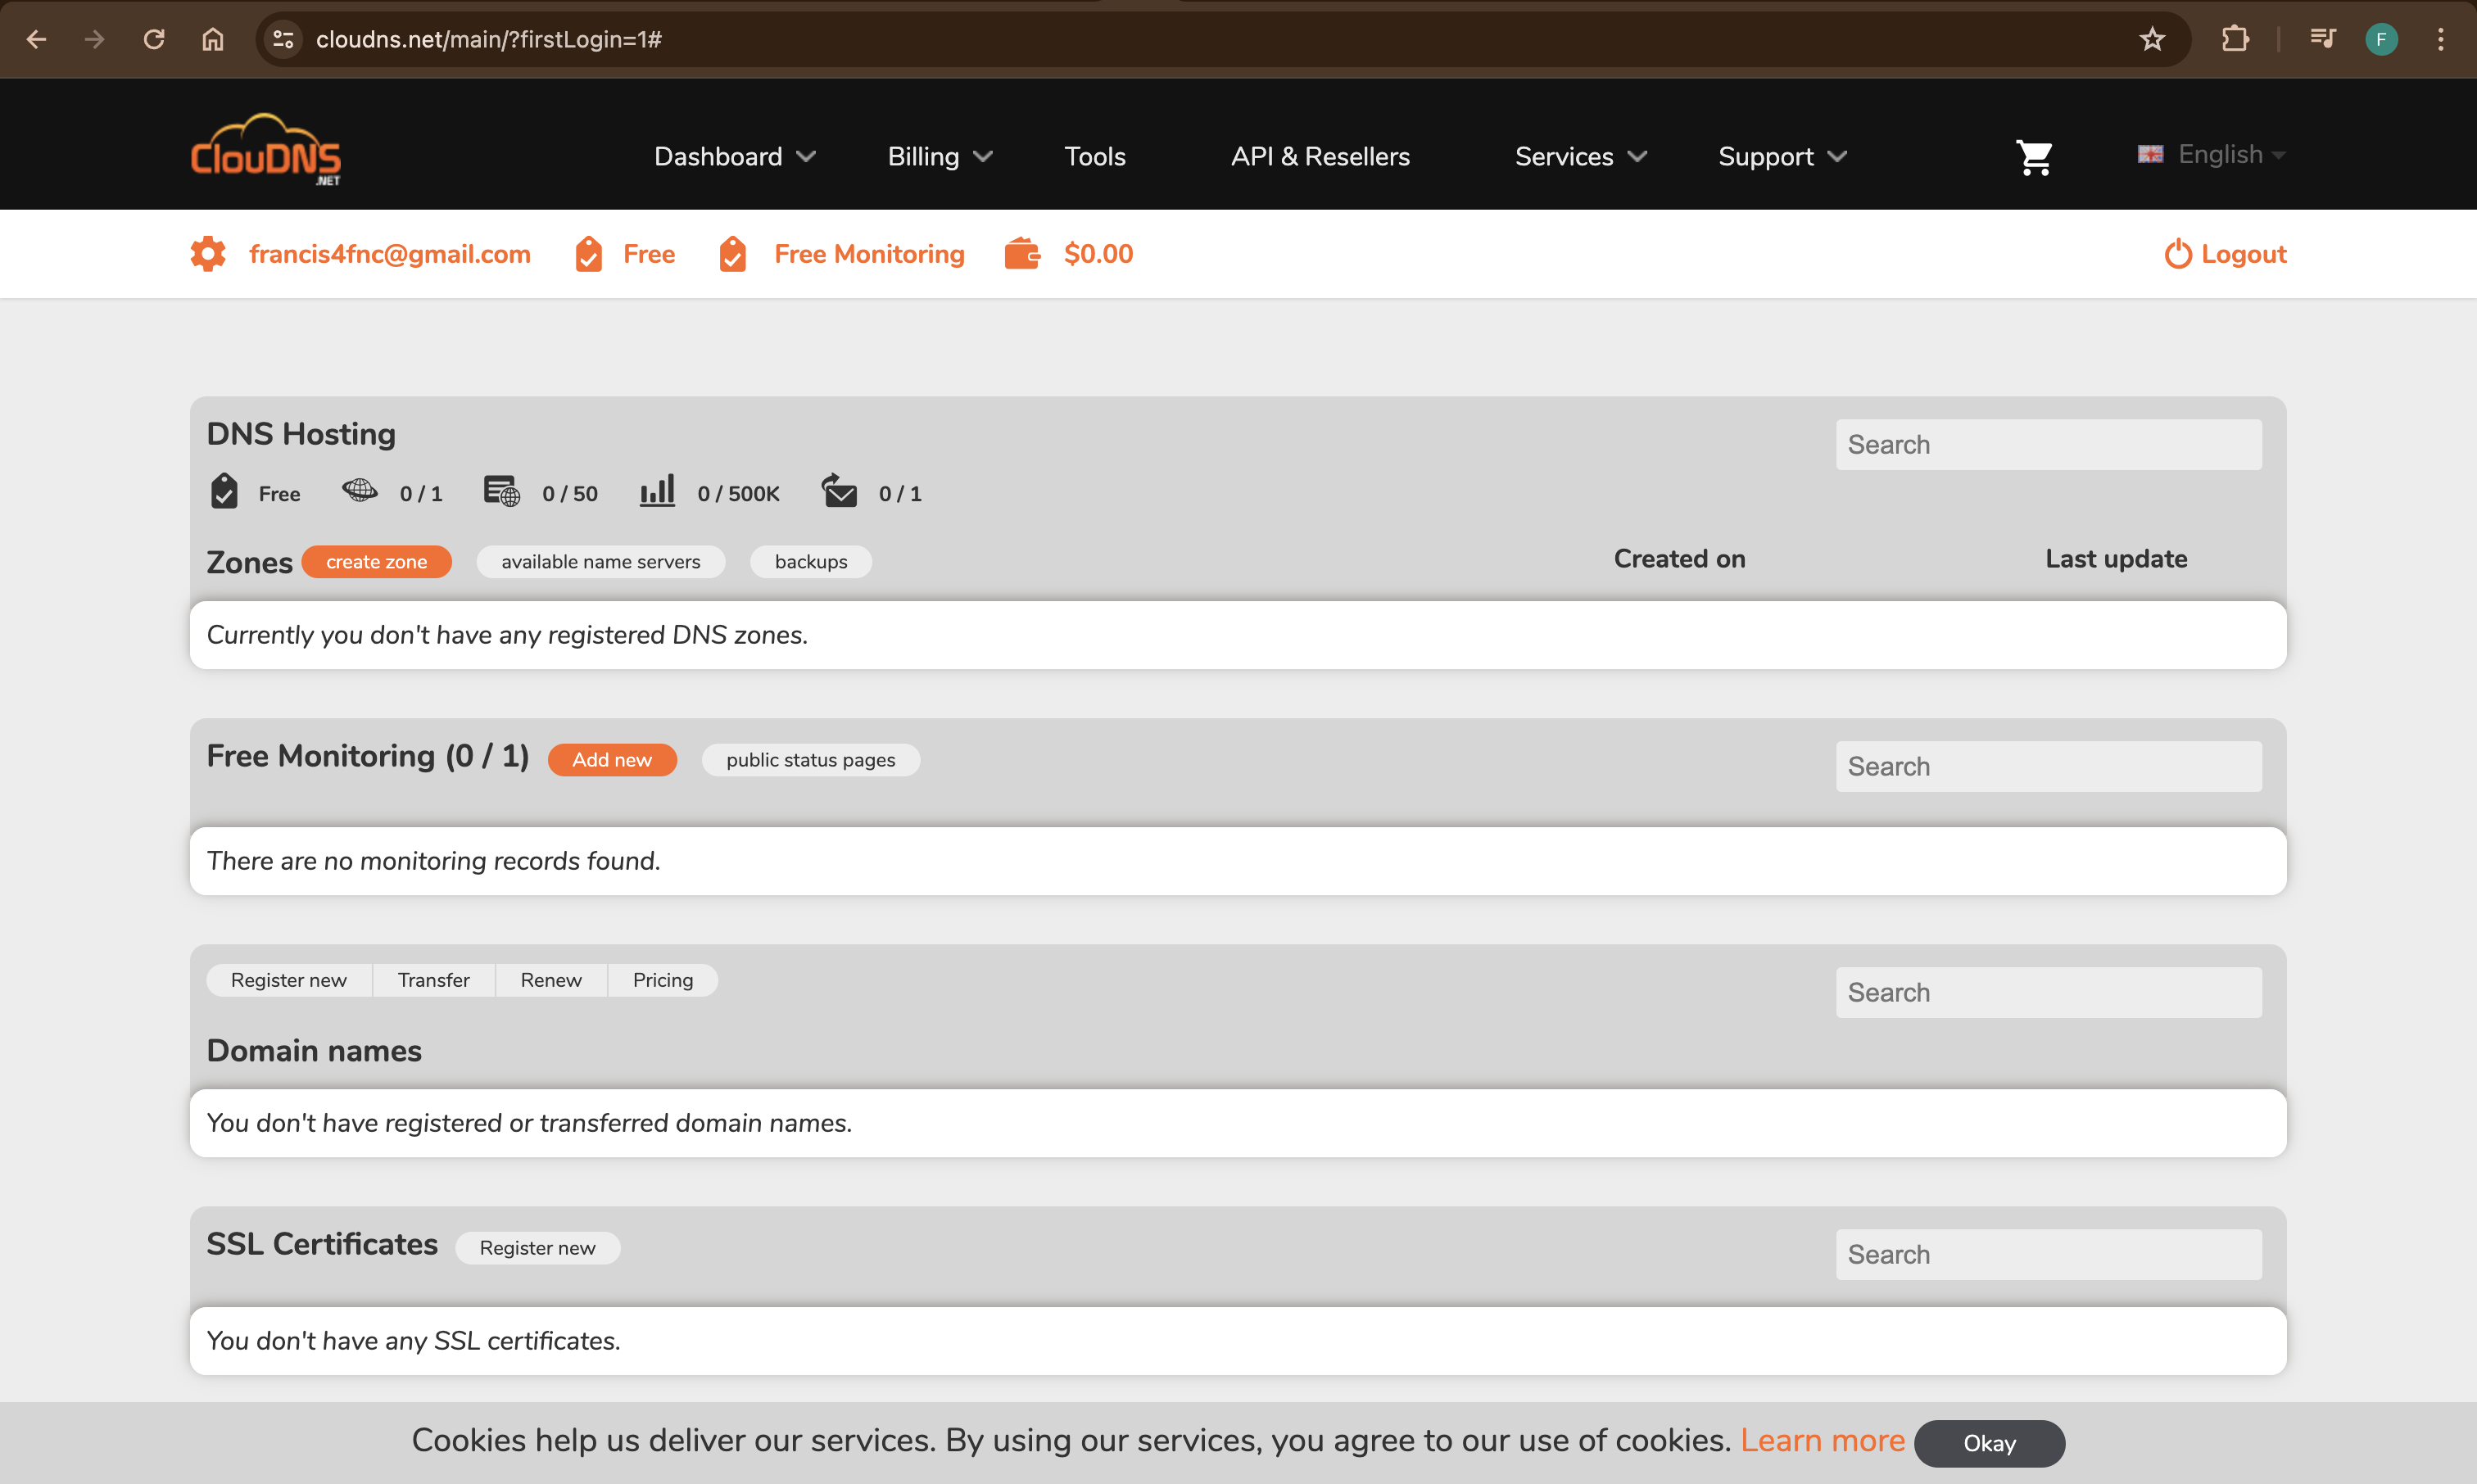 cloudns.net/main/?firstLogin=1#
F
ClouDNS
.NET
Dashboard
Billing
Tools
API & Resellers
Services
Support
English
francis4fnc@gmail.com
Free
Free Monitoring
$0.00
Logout
DNS Hosting
Search
Free
0 / 1
0 / 50
0 / 500K
0 / 1
Zones
create zone
available name servers
backups
Created on
Last update
Currently you don't have any registered DNS zones.
Free Monitoring (0 / 1)
Add new
public status pages
Search
There are no monitoring records found.
Register new
Transfer
Renew
Pricing
Search
Domain names
You don't have registered or transferred domain names.
SSL Certificates
Register new
Search
You don't have any SSL certificates.
Cookies help us deliver our services. By using our services, you agree to our use of cookies. Learn more
Okay